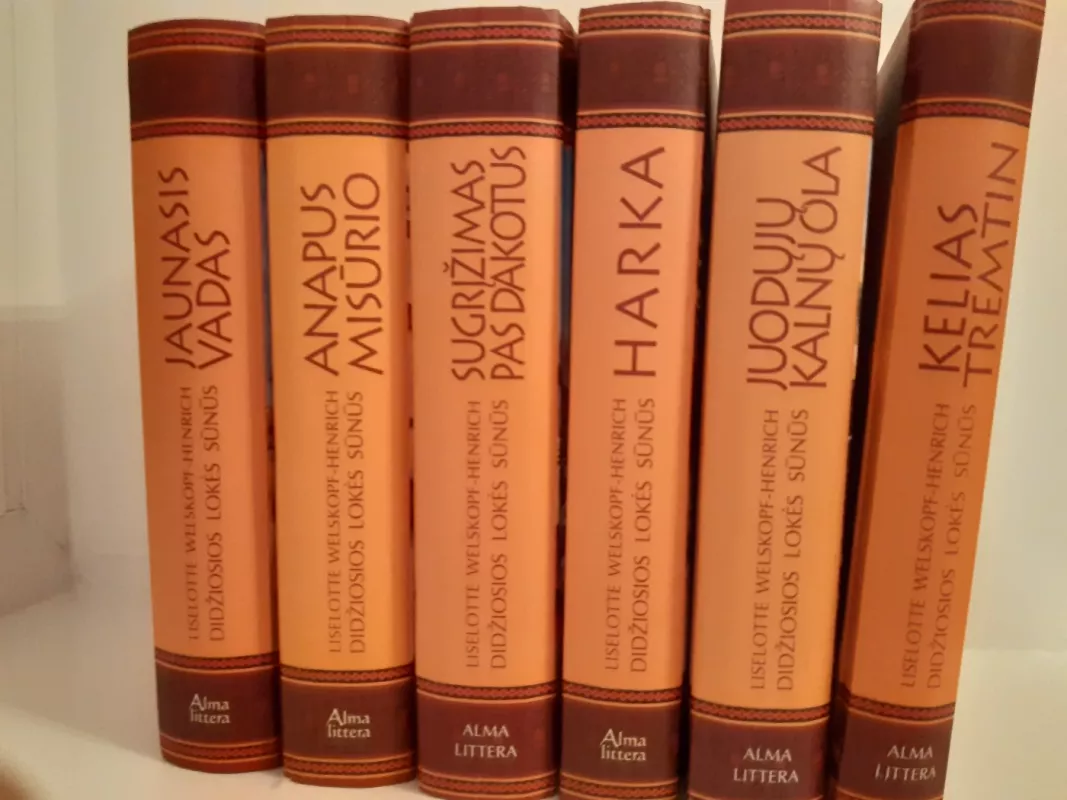 JAUNASIS
VADAS
LISELOTTE WELSKOPF-HENRICH
DIDŽIOSIOS LOKĖS SŪNŪS
Alma
littera
ANAPUS
MISŪRIO
LISELOTTE WELSKOPF-HENRICH
DIDŽIOSIOS LOKĖS SŪNŪS
Alma
littera
SUGRĮŽIMAS
PAS DAKOTUS
LISELOTTE WELSKOPF-HENRICH
DIDŽIOSIOS LOKĖS SŪNŪS
ALMA
LITTERA
HARKA
LISELOTTE WELSKOPF-HENRICH
DIDŽIOSIOS LOKĖS SŪNŪS
Alma
littera
JUODŲJŲ
KALNŲ OLA
LISELOTTE WELSKOPF-HENRICH
DIDŽIOSIOS LOKĖS SŪNŪS
ALMA
LITTERA
KELIAS
TREMTIN
LISELOTTE WELSKOPF-HENRICH
DIDŽIOSIOS LOKĖS SŪNŪS
ALMA
LITTERA